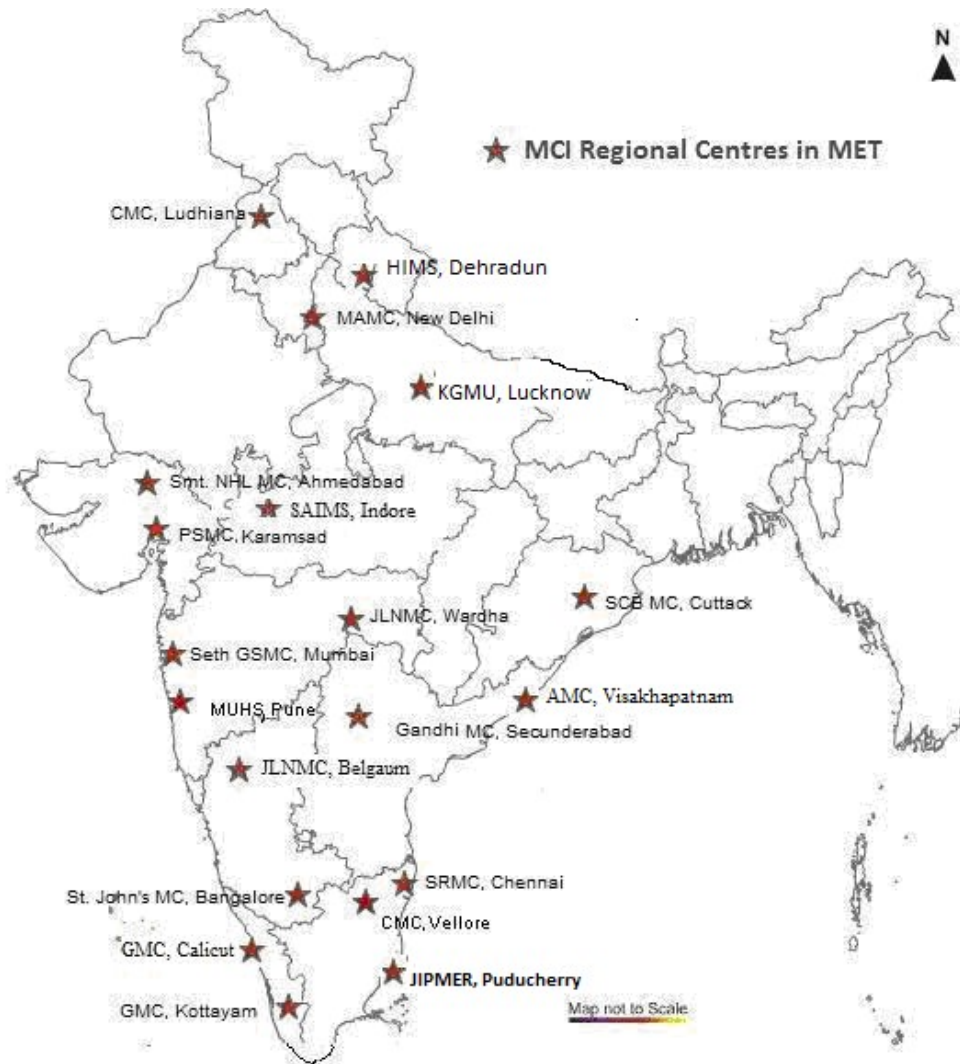 N
MCI Regional Centres in MET
CMC, Ludhiana
HIMS, Dehradun
MAMC, New Delhi
KGMU, Lucknow
Smt. NHL MC, Ahmedabad
SAIMS, Indore
PSMC, Karamsad
SCB MC, Cuttack
JLNMC, Wardha
Seth GSMC, Mumbai
AMC, Visakhapatnam
MUHS, Pune
Gandhi MC, Secunderabad
JLNMC, Belgaum
SRMC, Chennai
St. John's MC, Bangalore
CMC, Vellore
GMC, Calicut
JIPMER, Puducherry
GMC, Kottayam
Map not to Scale